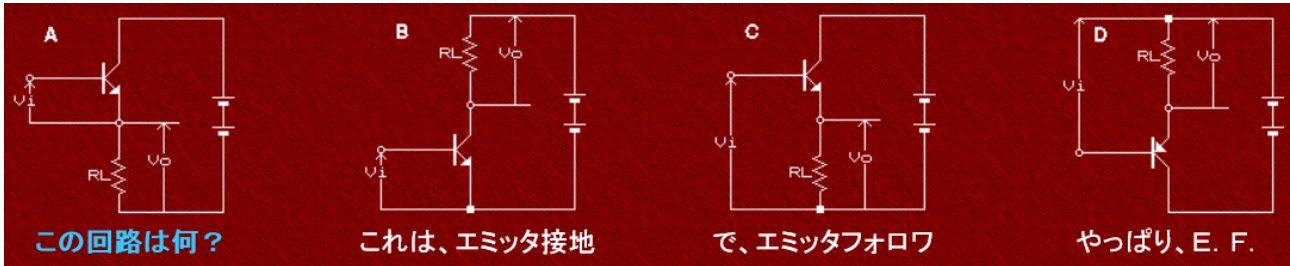 A
Vi
Vo
RL
この回路は何？
B
RL
Vo
Vi
これは、エミッタ接地
C
Vi
Vo
RL
で、エミッタフォロワ
D
Vi
RL
Vo
やっぱり、E. F.